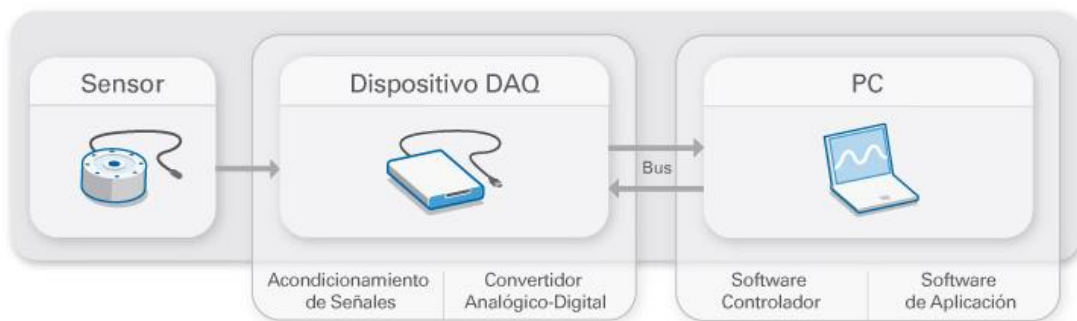 Sensor
Dispositivo DAQ
PC
Bus
Acondicionamiento
de Señales
Convertidor
Analógico-Digital
Software
Controlador
Software
de Aplicación